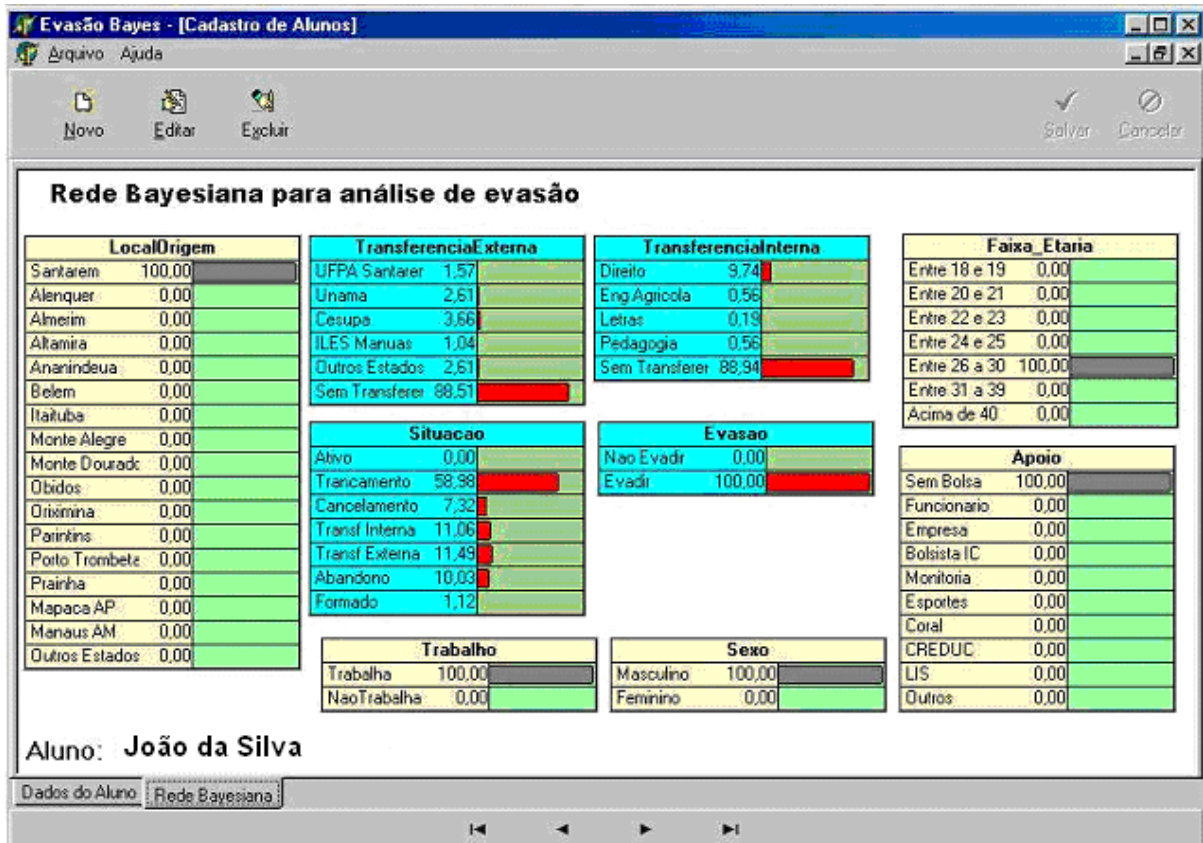 Evasão Bayes - [Cadastro de Alunos]
Arquivo Ajuda
Novo Editar Excluir Salvar Cancelar
Rede Bayesiana para análise de evasão
LocalOrigem
Santarem 100,00
Alenquer 0,00
Almerim 0,00
Altamira 0,00
Ananindeua 0,00
Belem 0,00
Itaituba 0,00
Monte Alegre 0,00
Monte Dourado 0,00
Obidos 0,00
Oriximina 0,00
Parintins 0,00
Porto Trombeta 0,00
Prainha 0,00
Mapaca AP 0,00
Manaus AM 0,00
Outros Estados 0,00
TransferenciaExterna
UFPA Santarer 1,57
Unama 2,61
Cesupa 3,66
ILES Manuas 1,04
Outros Estados 2,61
Sem Transferer 88,51
TransferenciaInterna
Direito 9,74
Eng Agricola 0,56
Letras 0,19
Pedagogia 0,56
Sem Transferer 88,94
Faixa_Etaria
Entre 18 e 19 0,00
Entre 20 e 21 0,00
Entre 22 e 23 0,00
Entre 24 e 25 0,00
Entre 26 a 30 100,00
Entre 31 a 39 0,00
Acima de 40 0,00
Situacao
Ativo 0,00
Trancamento 58,98
Cancelamento 7,32
Transf Interna 11,06
Transf Externa 11,49
Abandono 10,03
Formado 1,12
Evasao
Nao Evadir 0,00
Evadir 100,00
Apoio
Sem Bolsa 100,00
Funcionario 0,00
Empresa 0,00
Bolsista IC 0,00
Monitoria 0,00
Esportes 0,00
Coral 0,00
CREDUC 0,00
LIS 0,00
Outros 0,00
Trabalho
Trabalha 100,00
NaoTrabalha 0,00
Sexo
Masculino 100,00
Feminino 0,00
Aluno: João da Silva
Dados do Aluno Rede Bayesiana